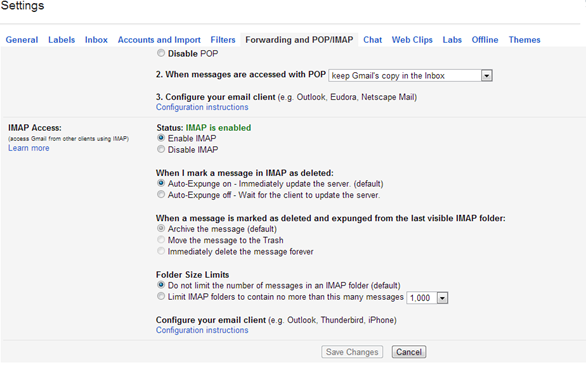 Settings
General Labels Inbox Accounts and Import Filters Forwarding and POP/IMAP Chat Web Clips Labs Offline Themes
Disable POP
2. When messages are accessed with POP keep Gmail's copy in the Inbox
3. Configure your email client (e.g. Outlook, Eudora, Netscape Mail)
Configuration instructions
IMAP Access:
(access Gmail from other clients using IMAP)
Learn more
Status: IMAP is enabled
Enable IMAP
Disable IMAP
When I mark a message in IMAP as deleted:
Auto-Expunge on - Immediately update the server. (default)
Auto-Expunge off - Wait for the client to update the server.
When a message is marked as deleted and expunged from the last visible IMAP folder:
Archive the message (default)
Move the message to the Trash
Immediately delete the message forever
Folder Size Limits
Do not limit the number of messages in an IMAP folder (default)
Limit IMAP folders to contain no more than this many messages 1,000
Configure your email client (e.g. Outlook, Thunderbird, iPhone)
Configuration instructions
Save Changes Cancel